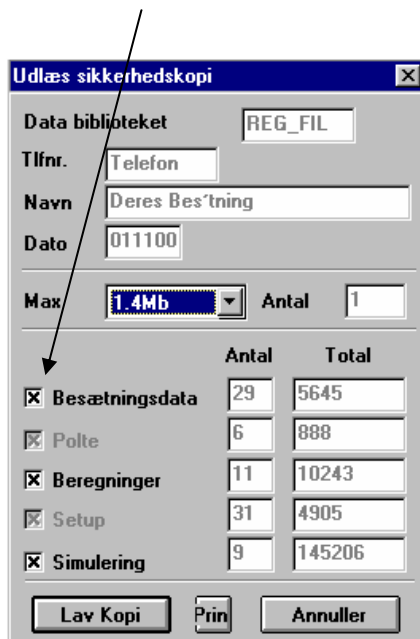 Udlæs sikkerhedskopi
Data biblioteket REG_FIL
Tlfnr. Telefon
Navn Deres Bes´tning
Dato 011100
Max 1.4Mb Antal 1
Antal Total
Besætningsdata 29 5645
Polte 6 888
Beregninger 11 10243
Setup 31 4905
Simulering 9 145206
Lav Kopi Prin Annuller